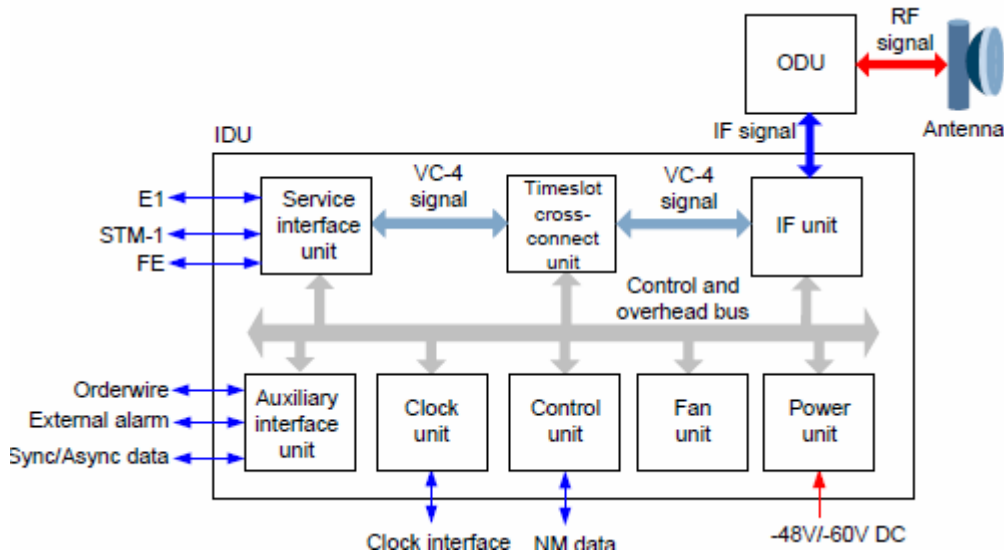 RF
signal
ODU
Antenna
IF signal
IDU
E1
STM-1
FE
Service
interface
unit
VC-4
signal
Timeslot
cross-
connect
unit
VC-4
signal
IF unit
Control and
overhead bus
Orderwire
External alarm
Sync/Async data
Auxiliary
interface
unit
Clock
unit
Control
unit
Fan
unit
Power
unit
Clock interface
NM data
-48V/-60V DC